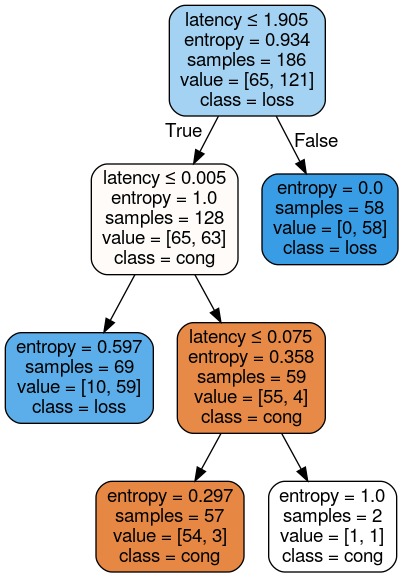 latency ≤ 1.905
entropy = 0.934
samples = 186
value = [65, 121]
class = loss
True
False
latency ≤ 0.005
entropy = 1.0
samples = 128
value = [65, 63]
class = cong
entropy = 0.0
samples = 58
value = [0, 58]
class = loss
entropy = 0.597
samples = 69
value = [10, 59]
class = loss
latency ≤ 0.075
entropy = 0.358
samples = 59
value = [55, 4]
class = cong
entropy = 0.297
samples = 57
value = [54, 3]
class = cong
entropy = 1.0
samples = 2
value = [1, 1]
class = cong